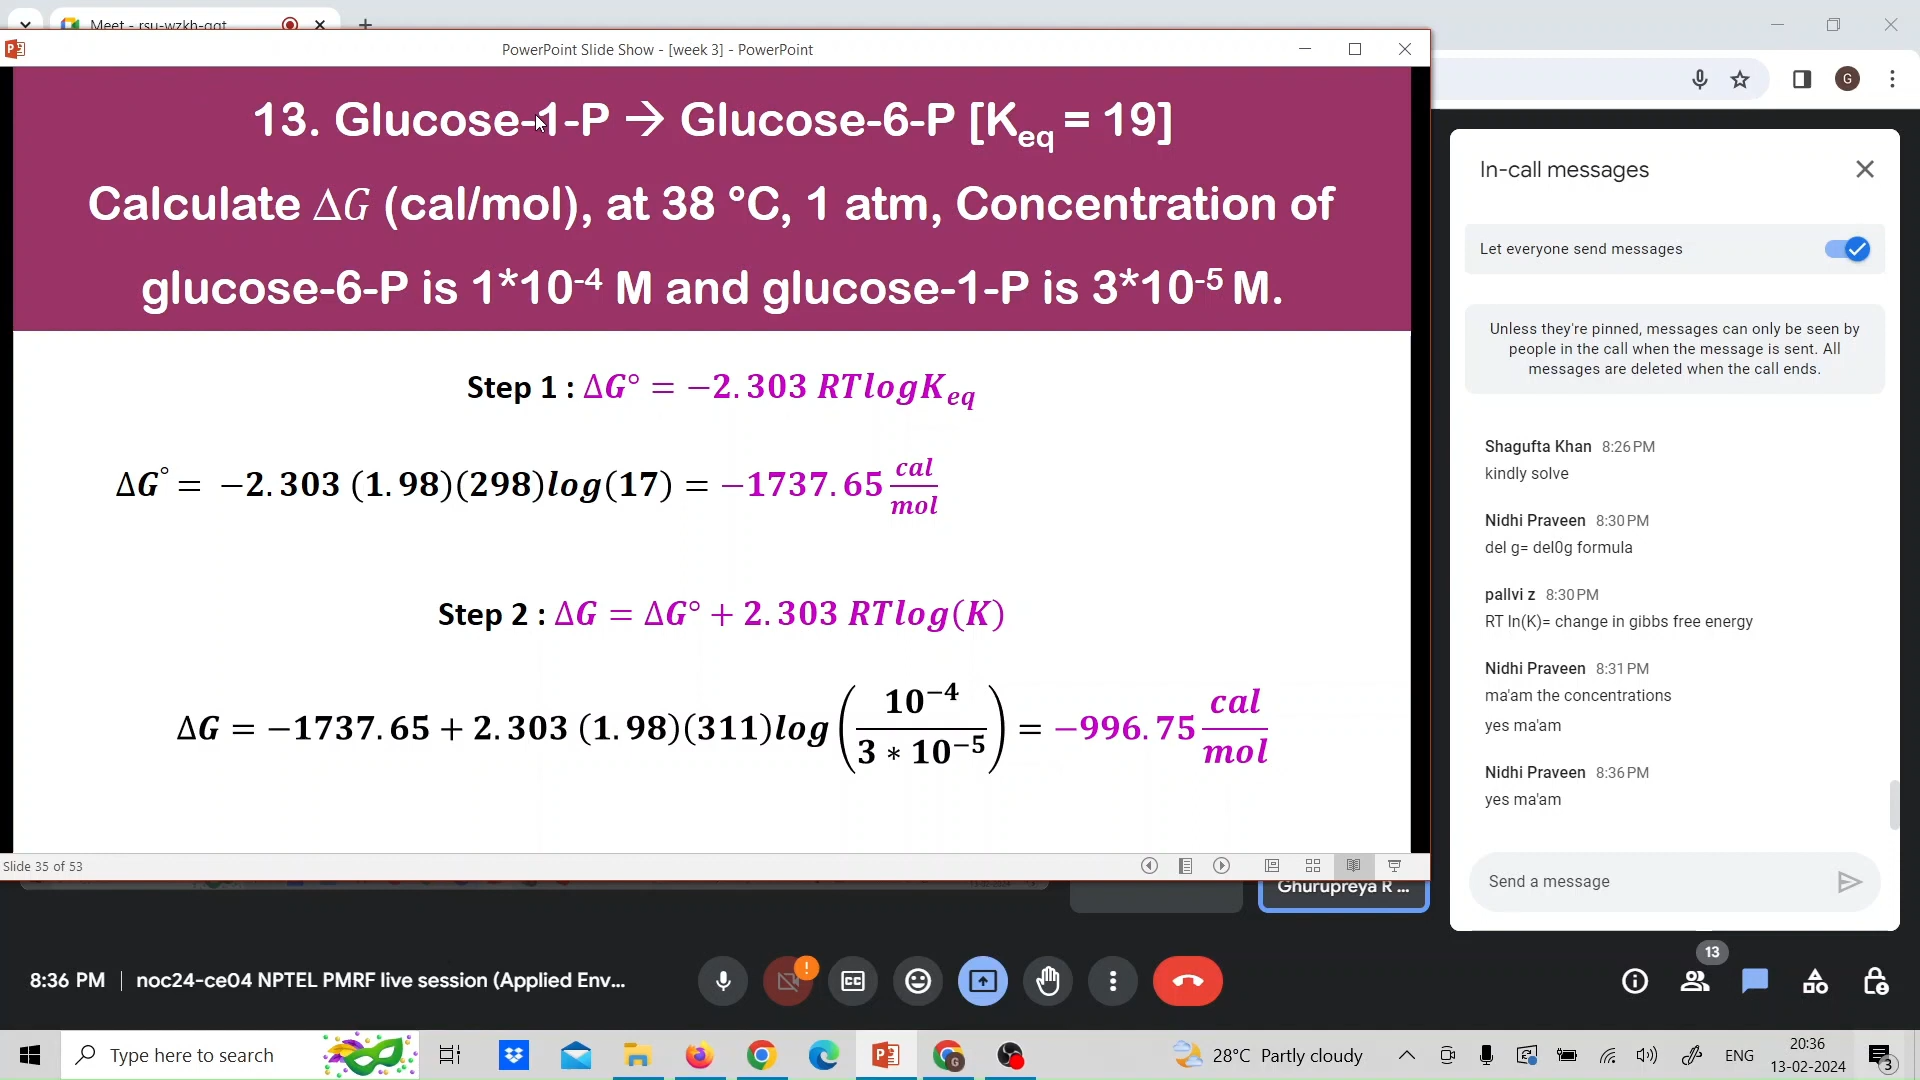 Meet - rsu-wzkh-qqt
PowerPoint Slide Show - [week 3] - PowerPoint
13. Glucose-1-P → Glucose-6-P [Keq = 19]
Calculate ΔG (cal/mol), at 38 °C, 1 atm, Concentration of
glucose-6-P is 1*10-4 M and glucose-1-P is 3*10-5 M.
Step 1 : ΔG° = −2.303 RTlogKeq
ΔG° = −2.303 (1.98)(298)log(17) = −1737.65 cal/mol
Step 2 : ΔG = ΔG° + 2.303 RTlog(K)
ΔG = −1737.65 + 2.303 (1.98)(311)log(10−4 / 3 ∗ 10−5) = −996.75 cal/mol
Slide 35 of 53
G
In-call messages
Let everyone send messages
Unless they're pinned, messages can only be seen by
people in the call when the message is sent. All
messages are deleted when the call ends.
Shagufta Khan 8:26 PM
kindly solve
Nidhi Praveen 8:30 PM
del g= del0g formula
pallvi z 8:30 PM
RT ln(K)= change in gibbs free energy
Nidhi Praveen 8:31 PM
ma'am the concentrations
yes ma'am
Nidhi Praveen 8:36 PM
yes ma'am
Send a message
Ghurupreya R ...
13
8:36 PM | noc24-ce04 NPTEL PMRF live session (Applied Env...
Type here to search
28°C Partly cloudy
ENG
20:36
13-02-2024
3